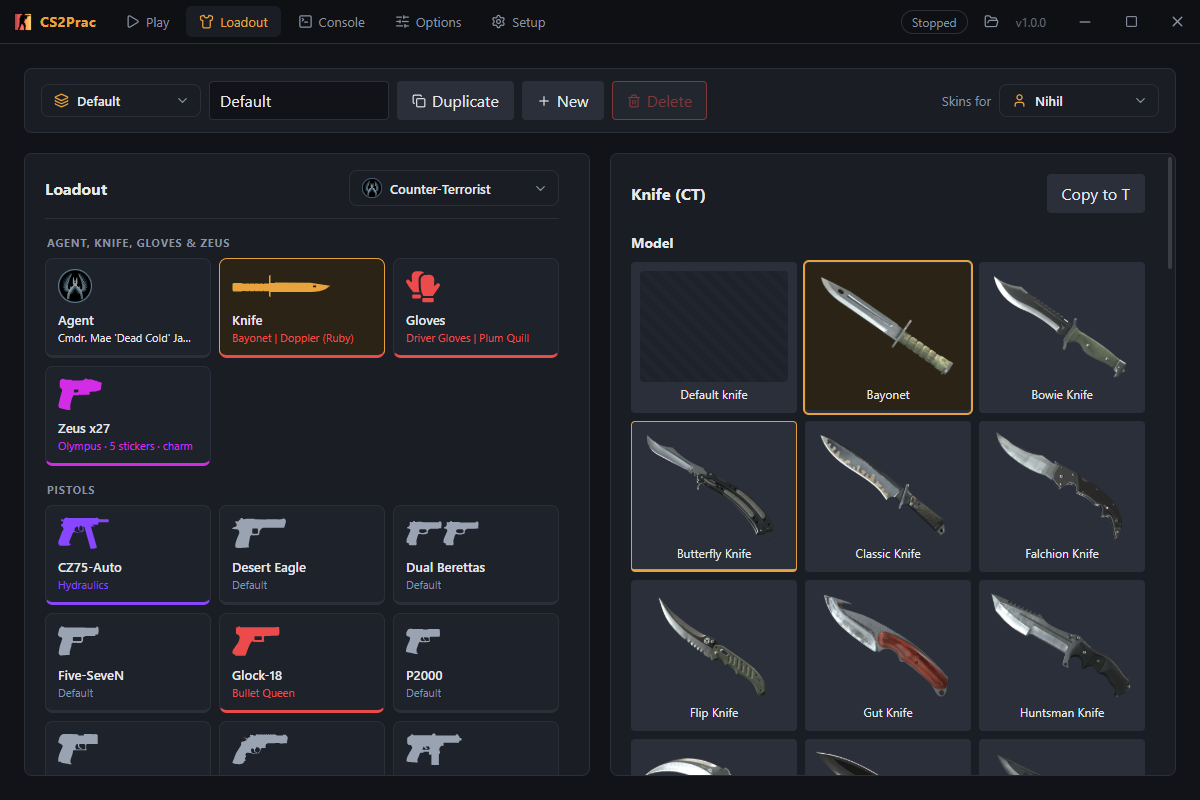 CS2Prac Play Loadout Console Options Setup Stopped v1.0.0
Default Default Duplicate New Delete Skins for Nihil
Loadout Counter-Terrorist
AGENT, KNIFE, GLOVES & ZEUS
Agent
Cmdr. Mae 'Dead Cold' Ja...
Knife
Bayonet | Doppler (Ruby)
Gloves
Driver Gloves | Plum Quill
Zeus x27
Olympus · 5 stickers · charm
PISTOLS
CZ75-Auto
Hydraulics
Desert Eagle
Default
Dual Berettas
Default
Five-SeveN
Default
Glock-18
Bullet Queen
P2000
Default
Knife (CT) Copy to T
Model
Default knife
Bayonet
Bowie Knife
Butterfly Knife
Classic Knife
Falchion Knife
Flip Knife
Gut Knife
Huntsman Knife